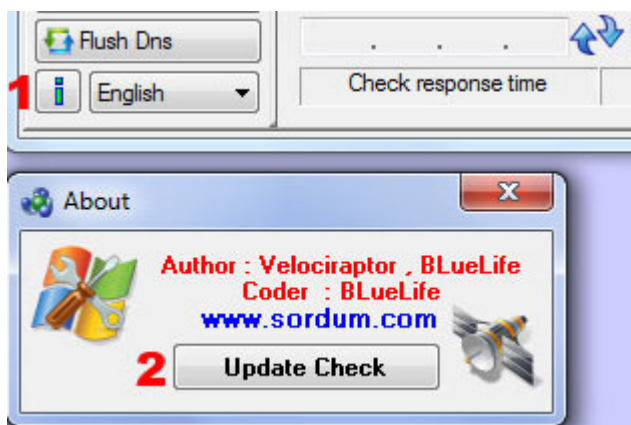 Flush Dns
. . .
1
i
English
Check response time
About
X
Author : Velociraptor , BLueLife
Coder : BLueLife
www.sordum.com
2
Update Check